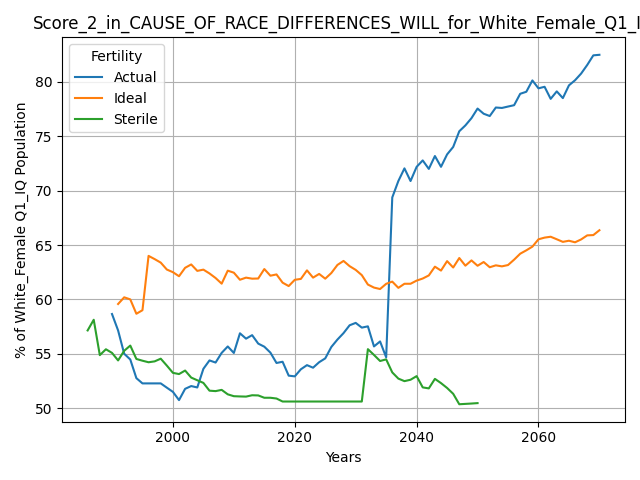 Score_2_in_CAUSE_OF_RACE_DIFFERENCES_WILL_for_White_Female_Q1_I
Fertility
Actual
Ideal
Sterile
% of White_Female Q1_IQ Population
80
75
70
65
60
55
50
2000
2020
2040
2060
Years